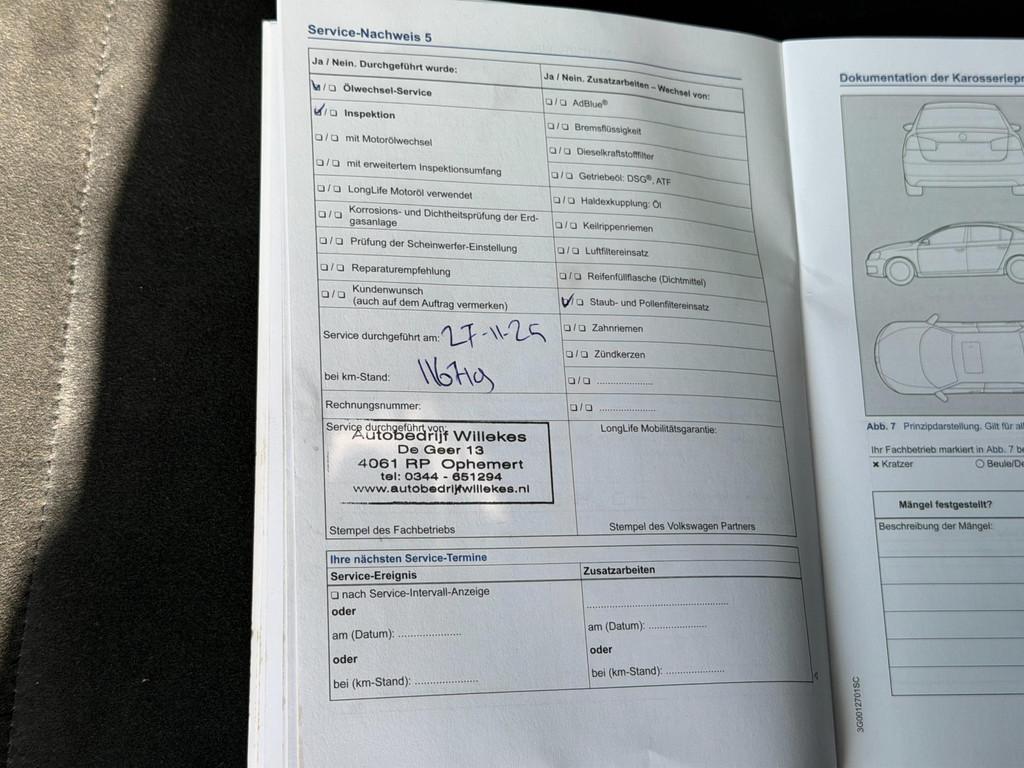 Service-Nachweis 5
Ja / Nein. Durchgeführt wurde:
☑/❏ Ölwechsel-Service
☑/❏ Inspektion
❏/❏ mit Motorölwechsel
❏/❏ mit erweitertem Inspektionsumfang
❏/❏ LongLife Motoröl verwendet
❏/❏ Korrosions- und Dichtheitsprüfung der Erd-
gasanlage
❏/❏ Prüfung der Scheinwerfer-Einstellung
❏/❏ Reparaturempfehlung
❏/❏ Kundenwunsch
(auch auf dem Auftrag vermerken)
Service durchgeführt am: 27-11-25
bei km-Stand:
Rechnungsnummer:
Service durchgeführt von:
Autobedrijf Willekes
De Geer 13
4061 RP Ophemert
tel: 0344 - 651294
www.autobedrijfwillekes.nl
Stempel des Fachbetriebs
Ja / Nein. Zusatzarbeiten – Wechsel von:
❏/❏ AdBlue®
❏/❏ Bremsflüssigkeit
❏/❏ Dieselkraftstofffilter
❏/❏ Getriebeöl: DSG®, ATF
❏/❏ Haldexkupplung: Öl
❏/❏ Keilrippenriemen
❏/❏ Luftfiltereinsatz
❏/❏ Reifenfüllflasche (Dichtmittel)
☑/❏ Staub- und Pollenfiltereinsatz
❏/❏ Zahnriemen
❏/❏ Zündkerzen
❏/❏ ......................
❏/❏ ......................
LongLife Mobilitätsgarantie:
Stempel des Volkswagen Partners
Ihre nächsten Service-Termine
Service-Ereignis
❏ nach Service-Intervall-Anzeige
oder
am (Datum): ......................
oder
bei (km-Stand): ......................
Zusatzarbeiten
......................................................
am (Datum): ....................
oder
bei (km-Stand): ....................
Dokumentation der Karosseriepr
Abb. 7 Prinzipdarstellung. Gilt für al
Ihr Fachbetrieb markiert in Abb. 7 be
× Kratzer
○ Beule/De
Mängel festgestellt?
Beschreibung der Mängel:
3G0012701SC